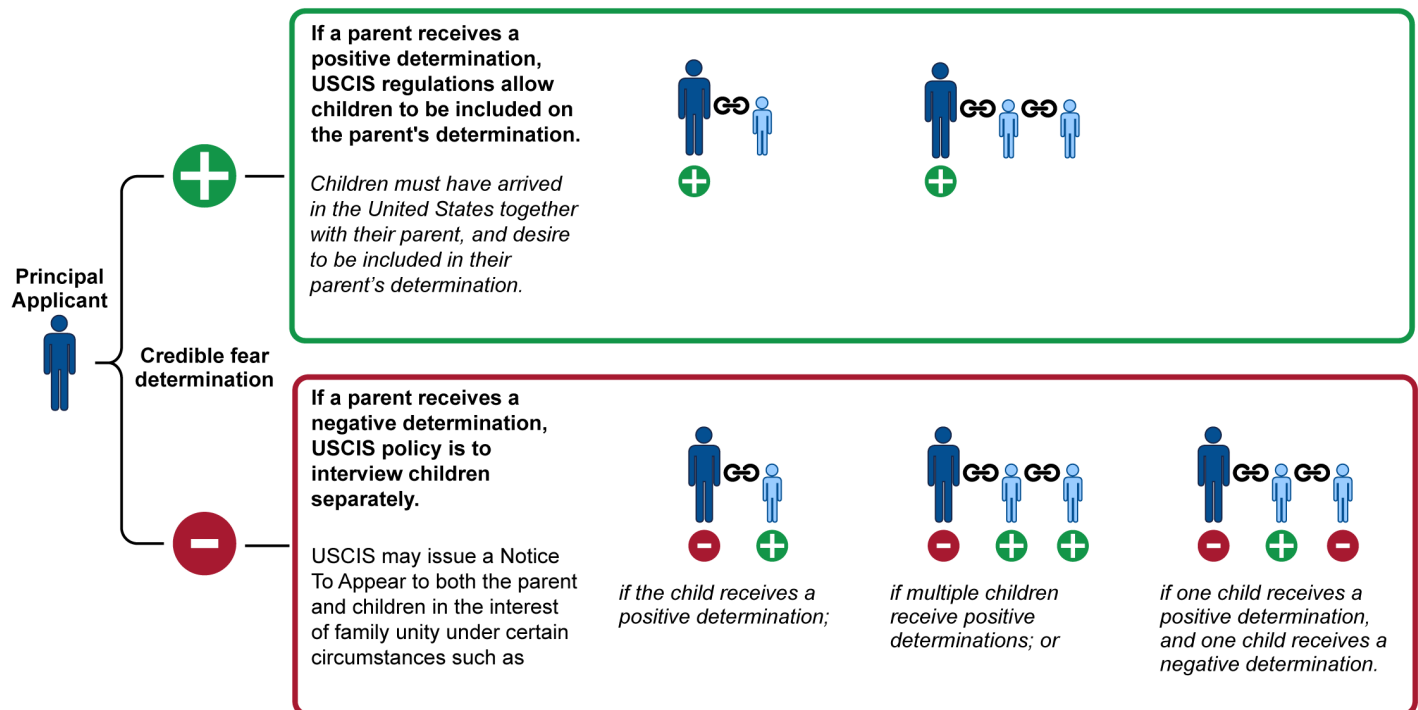 Principal
Applicant
Credible fear
determination
If a parent receives a
positive determination,
USCIS regulations allow
children to be included on
the parent's determination.
Children must have arrived
in the United States together
with their parent, and desire
to be included in their
parent’s determination.
If a parent receives a
negative determination,
USCIS policy is to
interview children
separately.
USCIS may issue a Notice
To Appear to both the parent
and children in the interest
of family unity under certain
circumstances such as
if the child receives a
positive determination;
if multiple children
receive positive
determinations; or
if one child receives a
positive determination,
and one child receives a
negative determination.